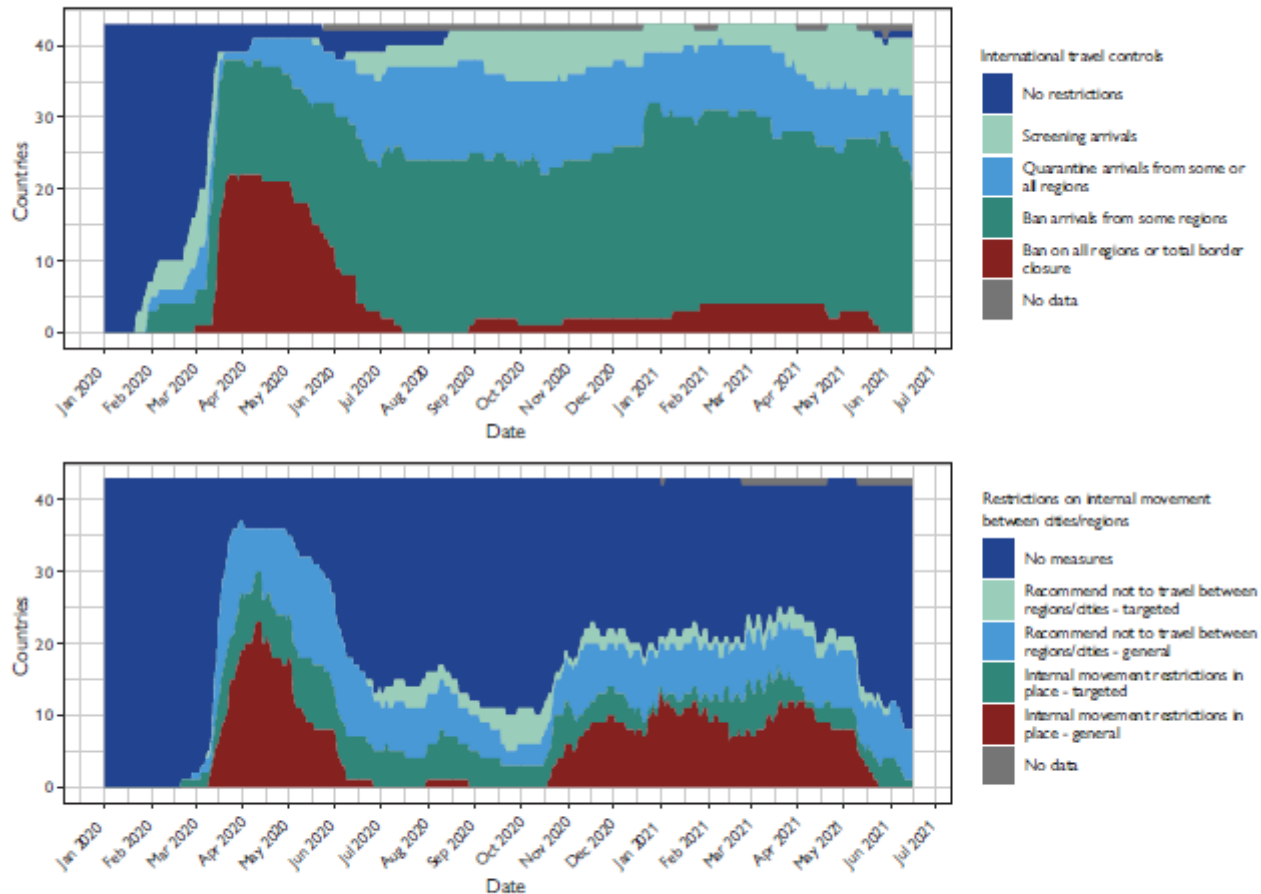 40
30
20
10
0
Countries
Jan 2020
Feb 2020
Mar 2020
Apr 2020
May 2020
Jun 2020
Jul 2020
Aug 2020
Sep 2020
Oct 2020
Nov 2020
Dec 2020
Jan 2021
Feb 2021
Mar 2021
Apr 2021
May 2021
Jun 2021
Jul 2021
Date
International travel controls
No restrictions
Screening arrivals
Quarantine arrivals from some or
all regions
Ban arrivals from some regions
Ban on all regions or total border
closure
No data
40
30
20
10
0
Countries
Jan 2020
Feb 2020
Mar 2020
Apr 2020
May 2020
Jun 2020
Jul 2020
Aug 2020
Sep 2020
Oct 2020
Nov 2020
Dec 2020
Jan 2021
Feb 2021
Mar 2021
Apr 2021
May 2021
Jun 2021
Jul 2021
Date
Restrictions on internal movement
between cities/regions
No measures
Recommend not to travel between
regions/cities - targeted
Recommend not to travel between
regions/cities - general
Internal movement restrictions in
place - targeted
Internal movement restrictions in
place - general
No data